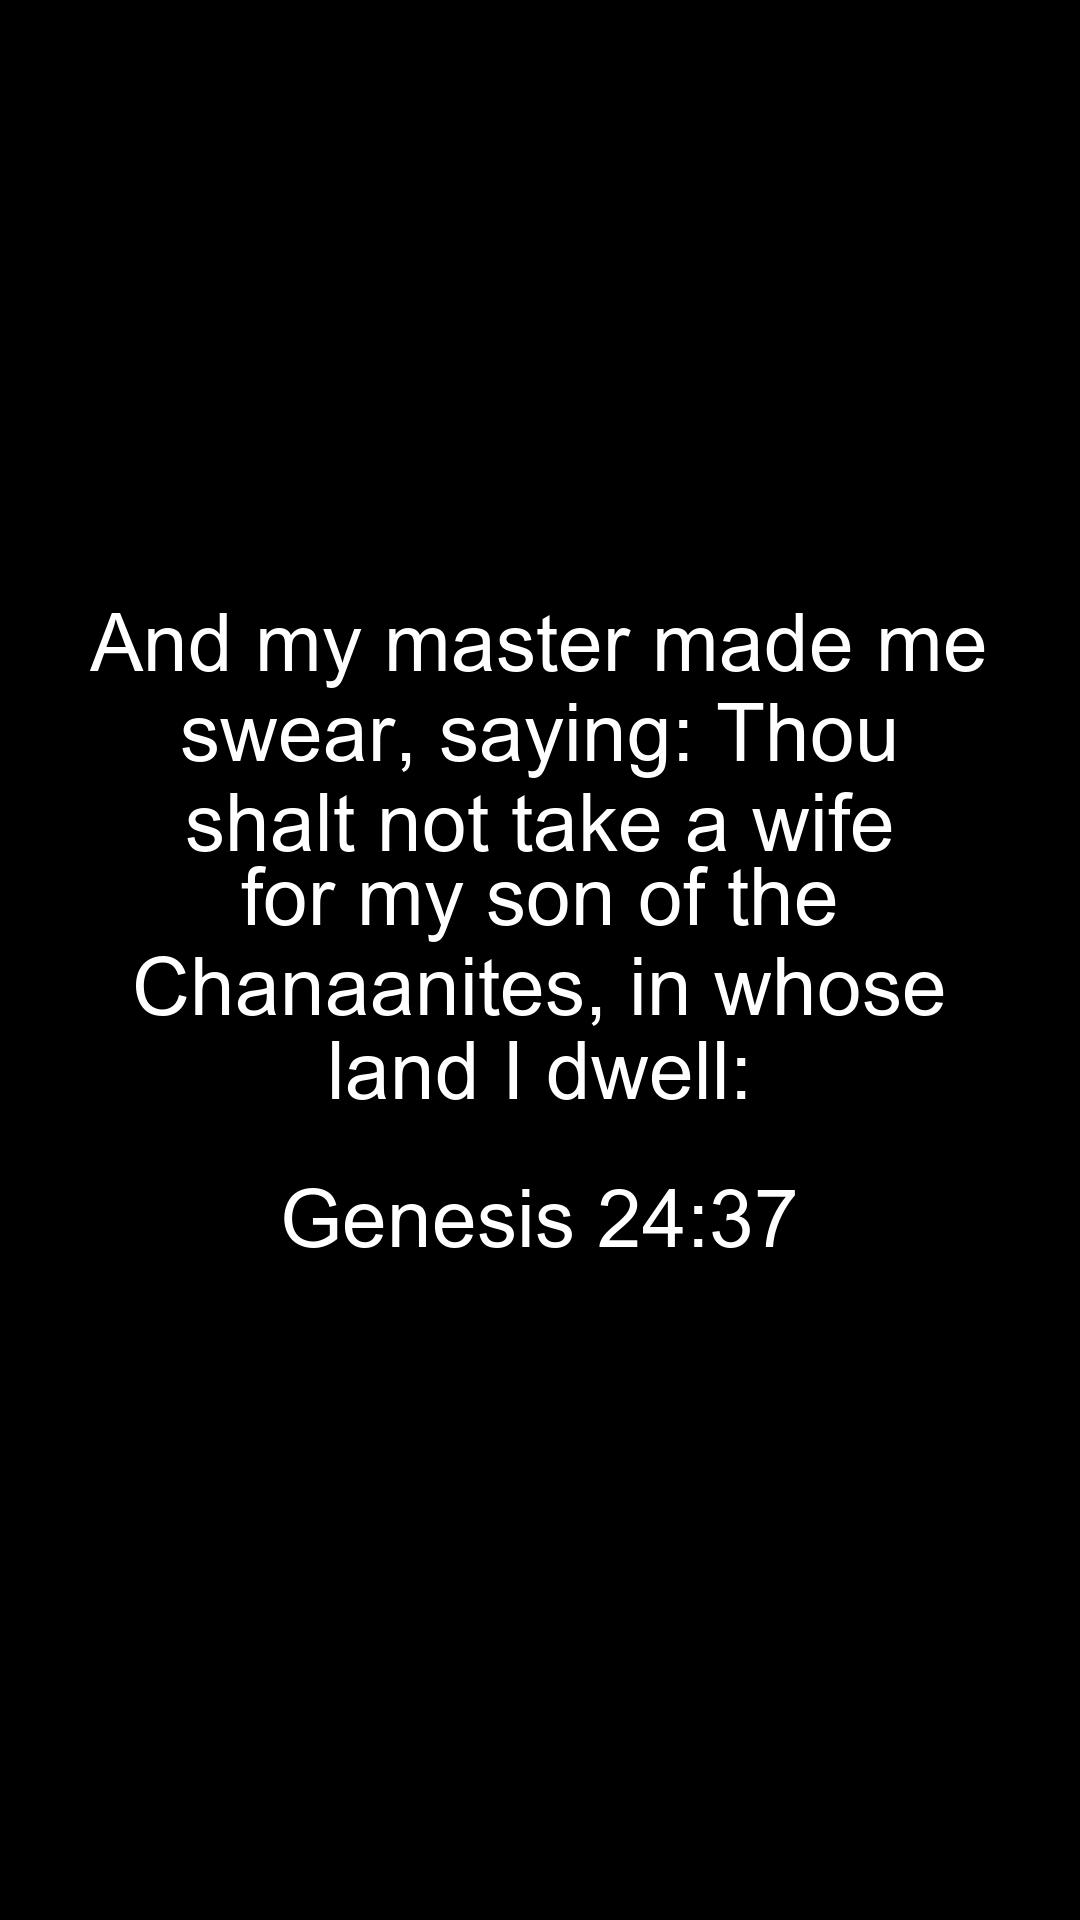 And my master made me
swear, saying: Thou
shalt not take a wife
for my son of the
Chanaanites, in whose
land I dwell:
Genesis 24:37